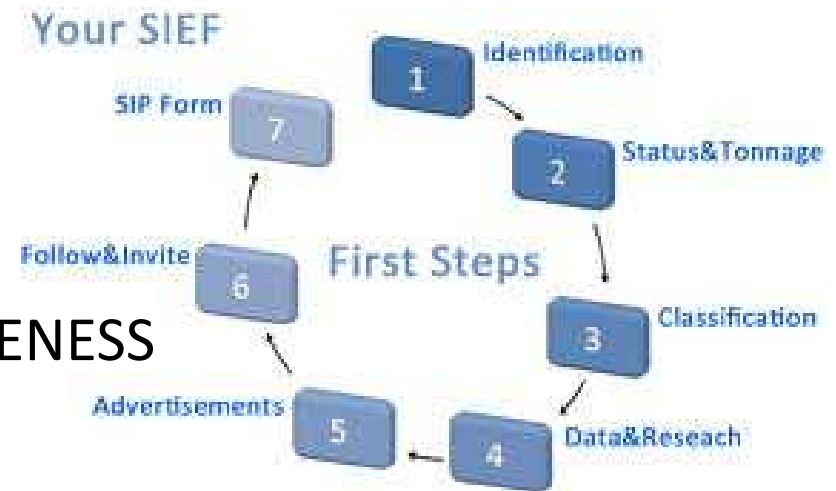 Your SIEF
1
Identification
2
Status&Tonnage
3
Classification
4
Data&Reseach
5
Advertisements
6
Follow&Invite
7
SIP Form
First Steps
ENESS